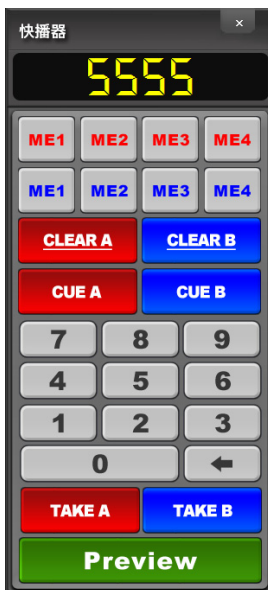 快播器 ×
5555
ME1 ME2 ME3 ME4
ME1 ME2 ME3 ME4
CLEAR A CLEAR B
CUE A CUE B
7 8 9
4 5 6
1 2 3
0 ←
TAKE A TAKE B
Preview